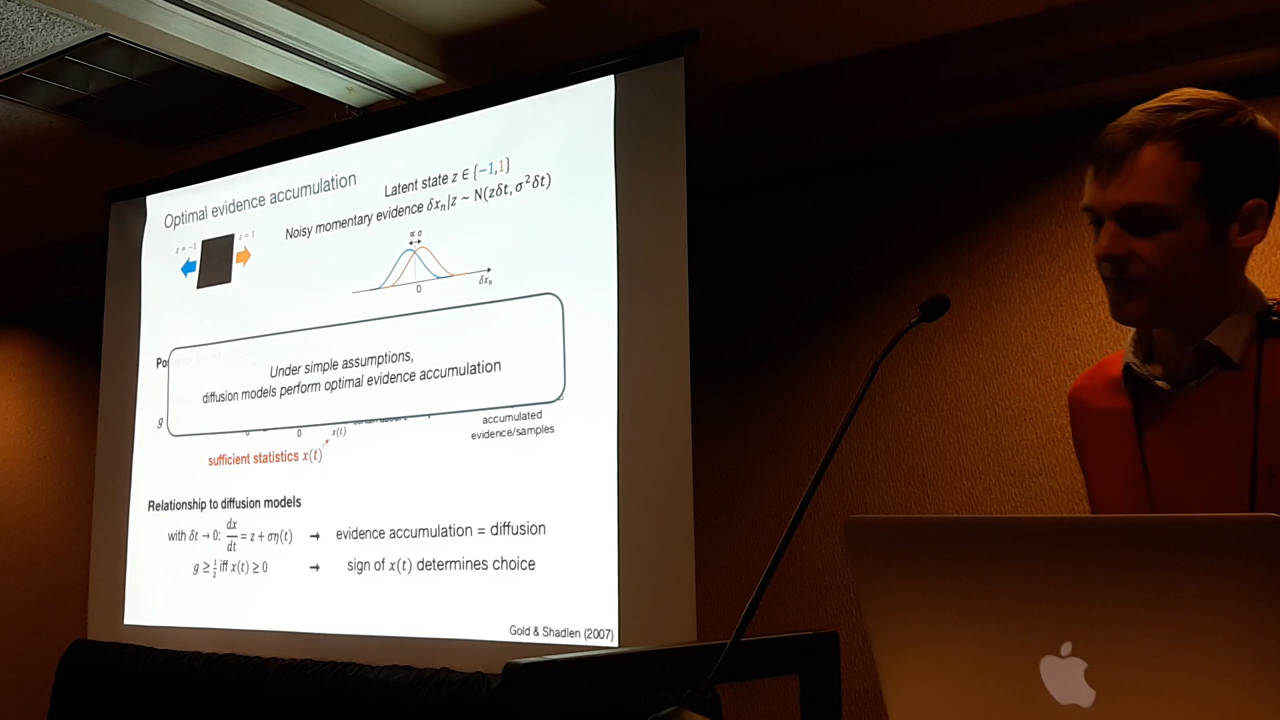 Optimal evidence accumulation
Latent state z ∈ {−1,1}
Noisy momentary evidence δxₙ|z ~ N(zδt, σ²δt)
z = −1
z = 1
∝ σ
0
δxₙ
Under simple assumptions,
diffusion models perform optimal evidence accumulation
g
0
x(t)
accumulated
evidence/samples
sufficient statistics x(t)
Relationship to diffusion models
with δt → 0: dx/dt = z + ση(t) → evidence accumulation = diffusion
g ≥ ½ iff x(t) ≥ 0 → sign of x(t) determines choice
Gold & Shadlen (2007)